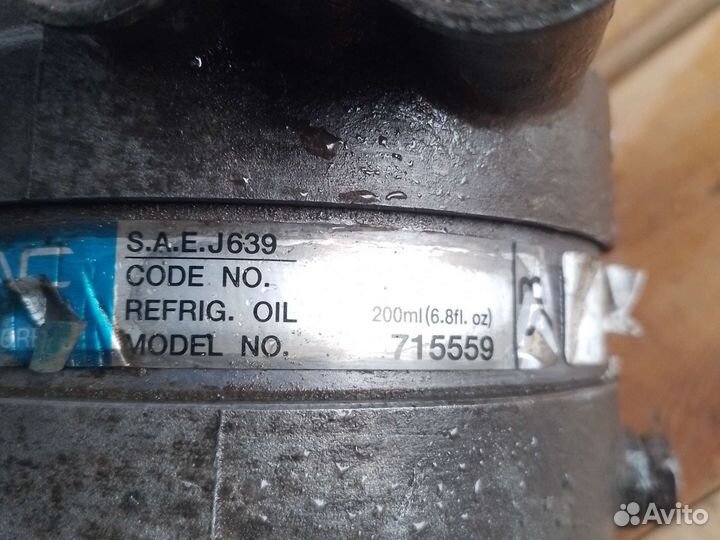 S.A.E.J639
CODE NO.
REFRIG. OIL 200ml(6.8fl. oz)
MODEL NO. 715559
Avito